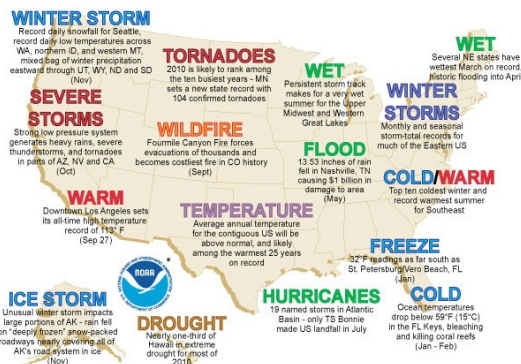 WINTER STORM
Record daily snowfall for Seattle,
record daily low temperatures across
WA, northern ID, and western MT,
mixed bag of winter precipitation
eastward through UT, WY, ND and SD
(Nov)
TORNADOES
2010 is likely to rank among
the ten busiest years - MN
sets a new state record with
104 confirmed tornadoes
WET
Persistent storm track
makes for a very wet
summer for the Upper
Midwest and Western
Great Lakes
WET
Several NE states have
wettest March on record,
historic flooding into April
SEVERE
STORMS
Strong low pressure system
generates heavy rains, severe
thunderstorms, and tornadoes
in parts of AZ, NV and CA
(Oct)
WILDFIRE
Fourmile Canyon Fire forces
evacuations of thousands and
becomes costliest fire in CO history
(Sept)
WINTER
STORMS
Monthly and seasonal
storm-total records for
much of the Eastern US
FLOOD
13.53 inches of rain
fell in Nashville, TN
causing $1 billion in
damage to area
(May)
COLD/WARM
Top ten coldest winter and
record warmest summer
for Southeast
WARM
Downtown Los Angeles sets
its all-time high temperature
record of 113° F
(Sep 27)
TEMPERATURE
Average annual temperature
for the contiguous US will be
above normal, and likely
among the warmest 25 years
on record
FREEZE
32°F readings as far south as
St. Petersburg/Vero Beach, FL
(Jan)
NOAA
ICE STORM
Unusual winter storm impacts
large portions of AK - rain fell
on "deeply frozen" snow-packed
roadways nearly covering all of
AK's road system in ice
(Nov)
DROUGHT
Nearly one-third of
Hawaii in extreme
drought for most of
2010
HURRICANES
19 named storms in Atlantic
Basin - only TS Bonnie
made US landfall in July
COLD
Ocean temperatures
drop below 59°F (15°C)
in the FL Keys, bleaching
and killing coral reefs
(Jan - Feb)